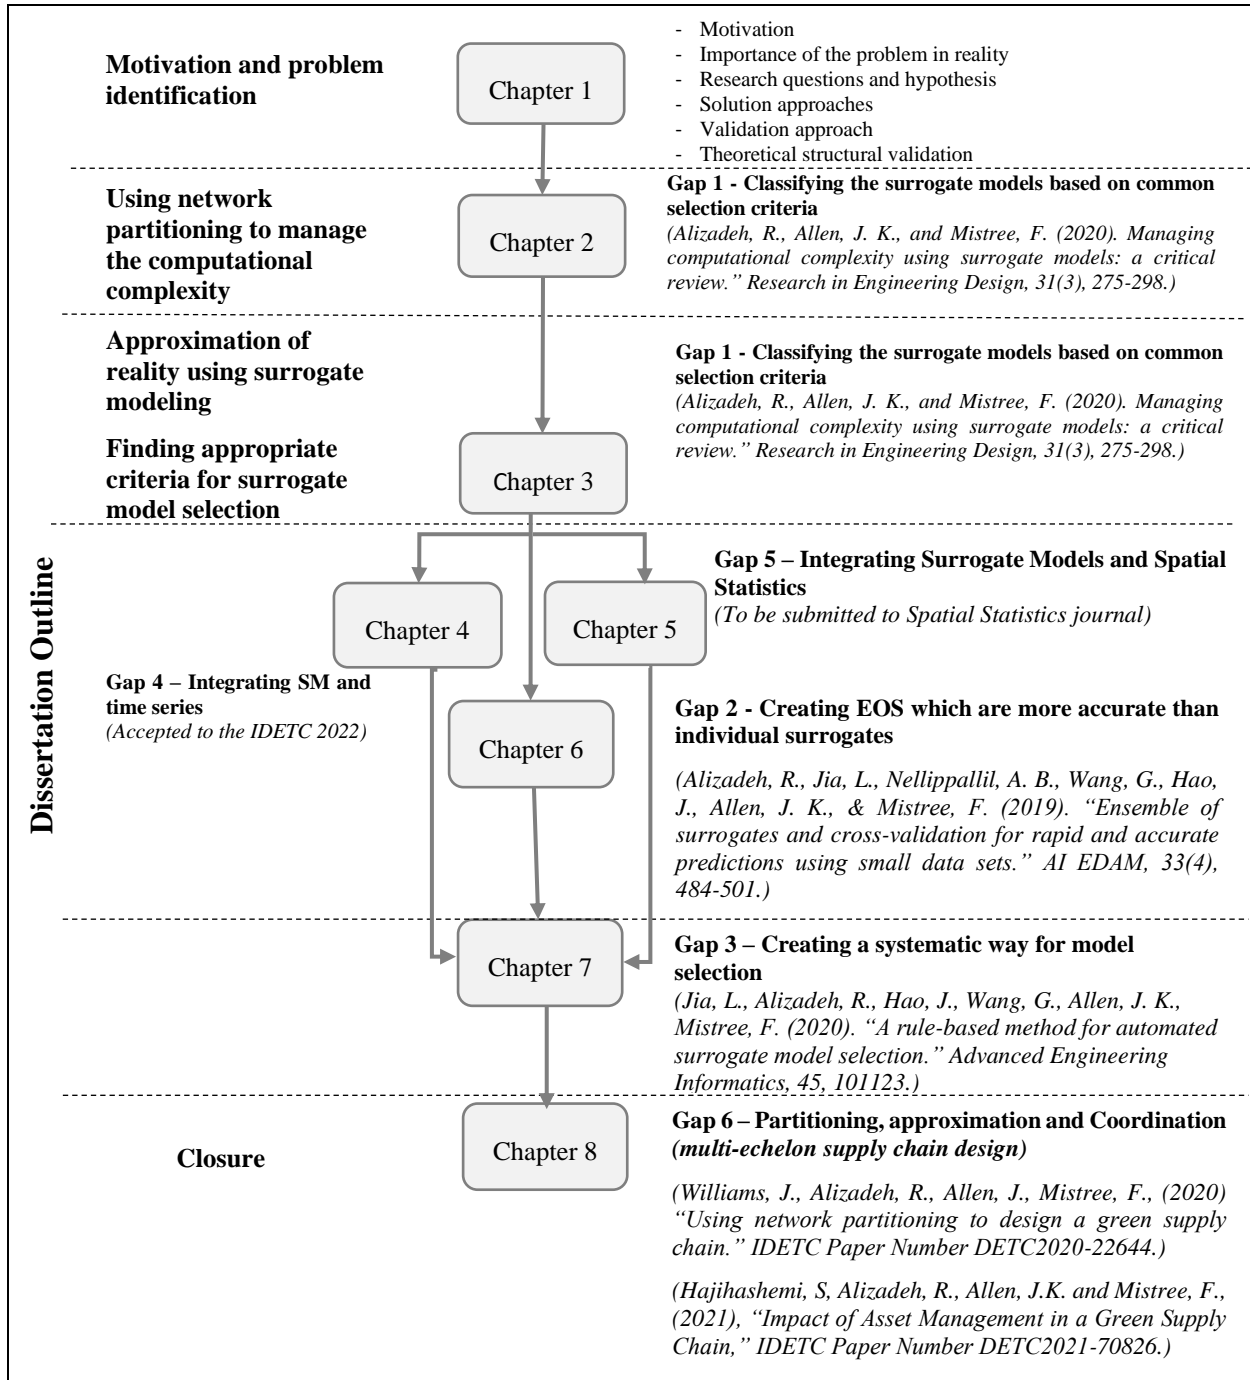 Dissertation Outline
Motivation and problem
identification
Chapter 1
- Motivation
- Importance of the problem in reality
- Research questions and hypothesis
- Solution approaches
- Validation approach
- Theoretical structural validation
Using network
partitioning to manage
the computational
complexity
Chapter 2
Gap 1 - Classifying the surrogate models based on common
selection criteria
(Alizadeh, R., Allen, J. K., and Mistree, F. (2020). Managing
computational complexity using surrogate models: a critical
review.” Research in Engineering Design, 31(3), 275-298.)
Approximation of
reality using surrogate
modeling
Finding appropriate
criteria for surrogate
model selection
Chapter 3
Gap 1 - Classifying the surrogate models based on common
selection criteria
(Alizadeh, R., Allen, J. K., and Mistree, F. (2020). Managing
computational complexity using surrogate models: a critical
review.” Research in Engineering Design, 31(3), 275-298.)
Chapter 4
Chapter 5
Gap 5 – Integrating Surrogate Models and Spatial
Statistics
(To be submitted to Spatial Statistics journal)
Gap 4 – Integrating SM and
time series
(Accepted to the IDETC 2022)
Chapter 6
Gap 2 - Creating EOS which are more accurate than
individual surrogates
(Alizadeh, R., Jia, L., Nellippallil, A. B., Wang, G., Hao,
J., Allen, J. K., & Mistree, F. (2019). “Ensemble of
surrogates and cross-validation for rapid and accurate
predictions using small data sets.” AI EDAM, 33(4),
484-501.)
Chapter 7
Gap 3 – Creating a systematic way for model
selection
(Jia, L., Alizadeh, R., Hao, J., Wang, G., Allen, J. K.,
Mistree, F. (2020). “A rule-based method for automated
surrogate model selection.” Advanced Engineering
Informatics, 45, 101123.)
Closure
Chapter 8
Gap 6 – Partitioning, approximation and Coordination
(multi-echelon supply chain design)
(Williams, J., Alizadeh, R., Allen, J., Mistree, F., (2020)
“Using network partitioning to design a green supply
chain.” IDETC Paper Number DETC2020-22644.)
(Hajihashemi, S, Alizadeh, R., Allen, J.K. and Mistree, F.,
(2021), “Impact of Asset Management in a Green Supply
Chain,” IDETC Paper Number DETC2021-70826.)